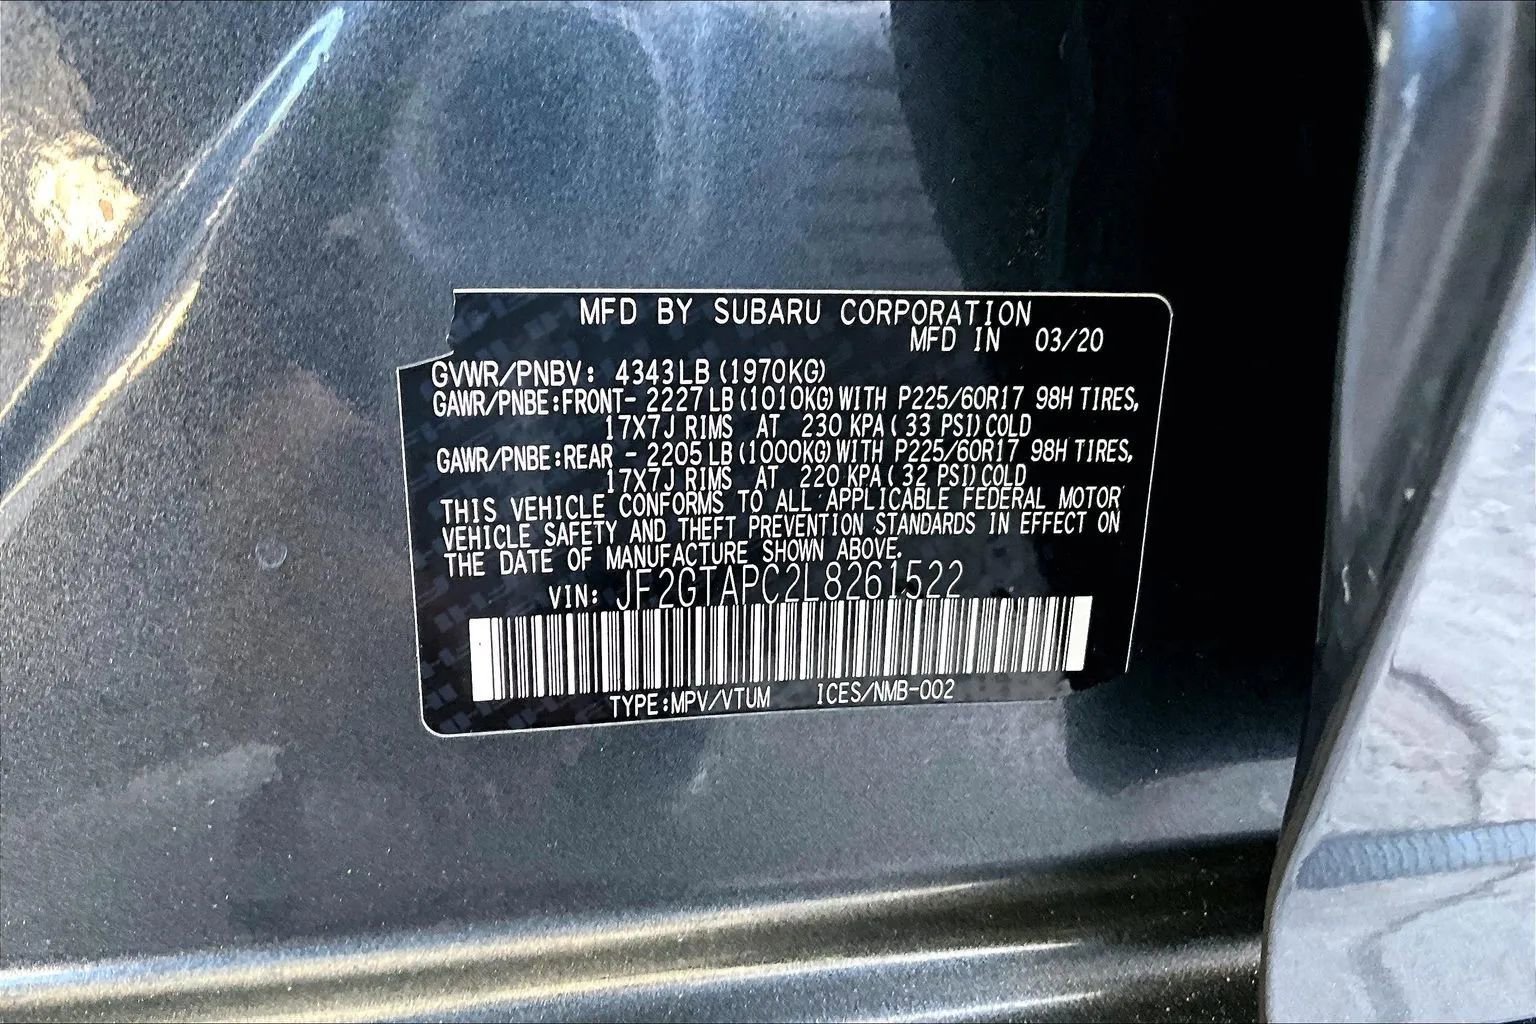 MFD BY SUBARU CORPORATION
MFD IN 03/20
GVWR/PNBV: 4343LB (1970KG)
GAWR/PNBE:FRONT- 2227 LB (1010KG) WITH P225/60R17 98H TIRES,
17X7J RIMS AT 230 KPA ( 33 PSI) COLD
GAWR/PNBE:REAR - 2205 LB (1000KG) WITH P225/60R17 98H TIRES,
17X7J RIMS AT 220 KPA ( 32 PSI) COLD
THIS VEHICLE CONFORMS TO ALL APPLICABLE FEDERAL MOTOR
VEHICLE SAFETY AND THEFT PREVENTION STANDARDS IN EFFECT ON
THE DATE OF MANUFACTURE SHOWN ABOVE.
VIN: JF2GTAPC2L8261522
TYPE:MPV/VTUM ICES/NMB-002